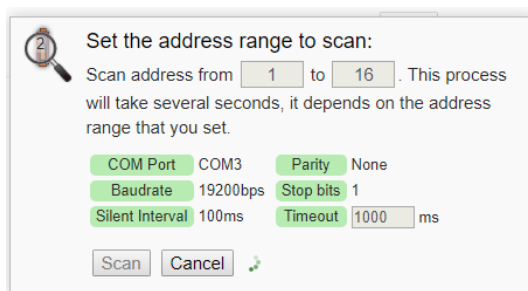 2
Set the address range to scan:
Scan address from 1 to 16 . This process
will take several seconds, it depends on the address
range that you set.
COM Port COM3 Parity None
Baudrate 19200bps Stop bits 1
Silent Interval 100ms Timeout 1000 ms
Scan Cancel